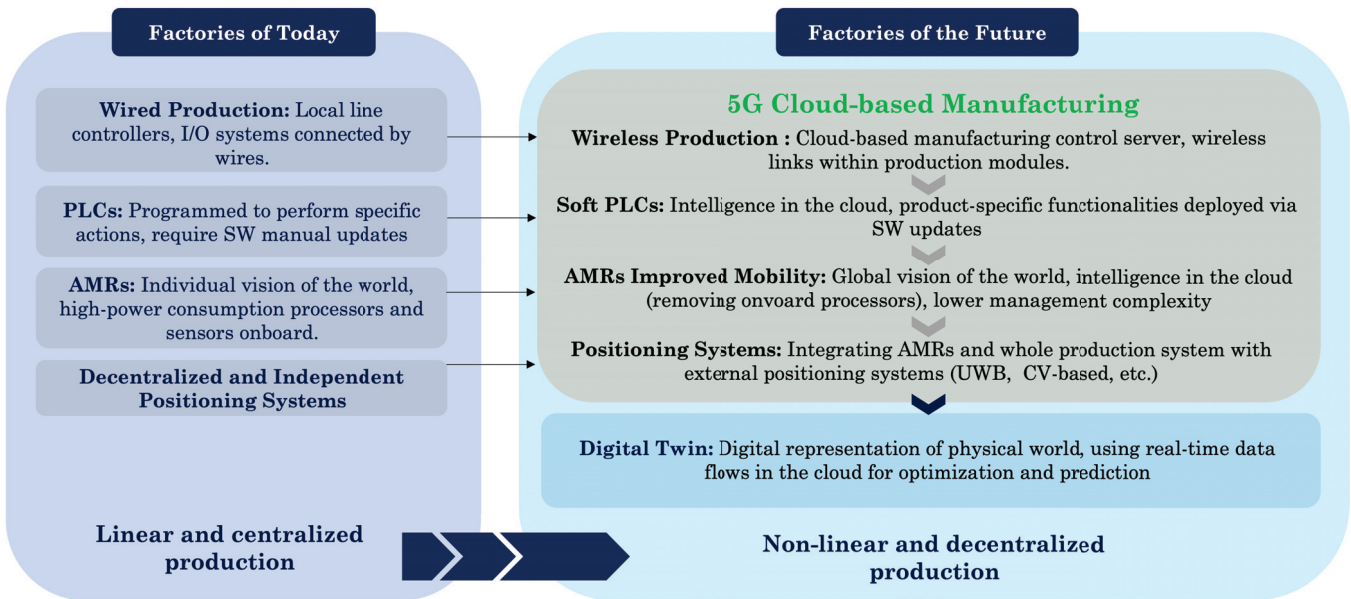 Factories of Today
Wired Production: Local line
controllers, I/O systems connected by
wires.
PLCs: Programmed to perform specific
actions, require SW manual updates
AMRs: Individual vision of the world,
high-power consumption processors and
sensors onboard.
Decentralized and Independent
Positioning Systems
Linear and centralized
production
Factories of the Future
5G Cloud-based Manufacturing
Wireless Production : Cloud-based manufacturing control server, wireless
links within production modules.
Soft PLCs: Intelligence in the cloud, product-specific functionalities deployed via
SW updates
AMRs Improved Mobility: Global vision of the world, intelligence in the cloud
(removing onvoard processors), lower management complexity
Positioning Systems: Integrating AMRs and whole production system with
external positioning systems (UWB, CV-based, etc.)
Digital Twin: Digital representation of physical world, using real-time data
flows in the cloud for optimization and prediction
Non-linear and decentralized
production